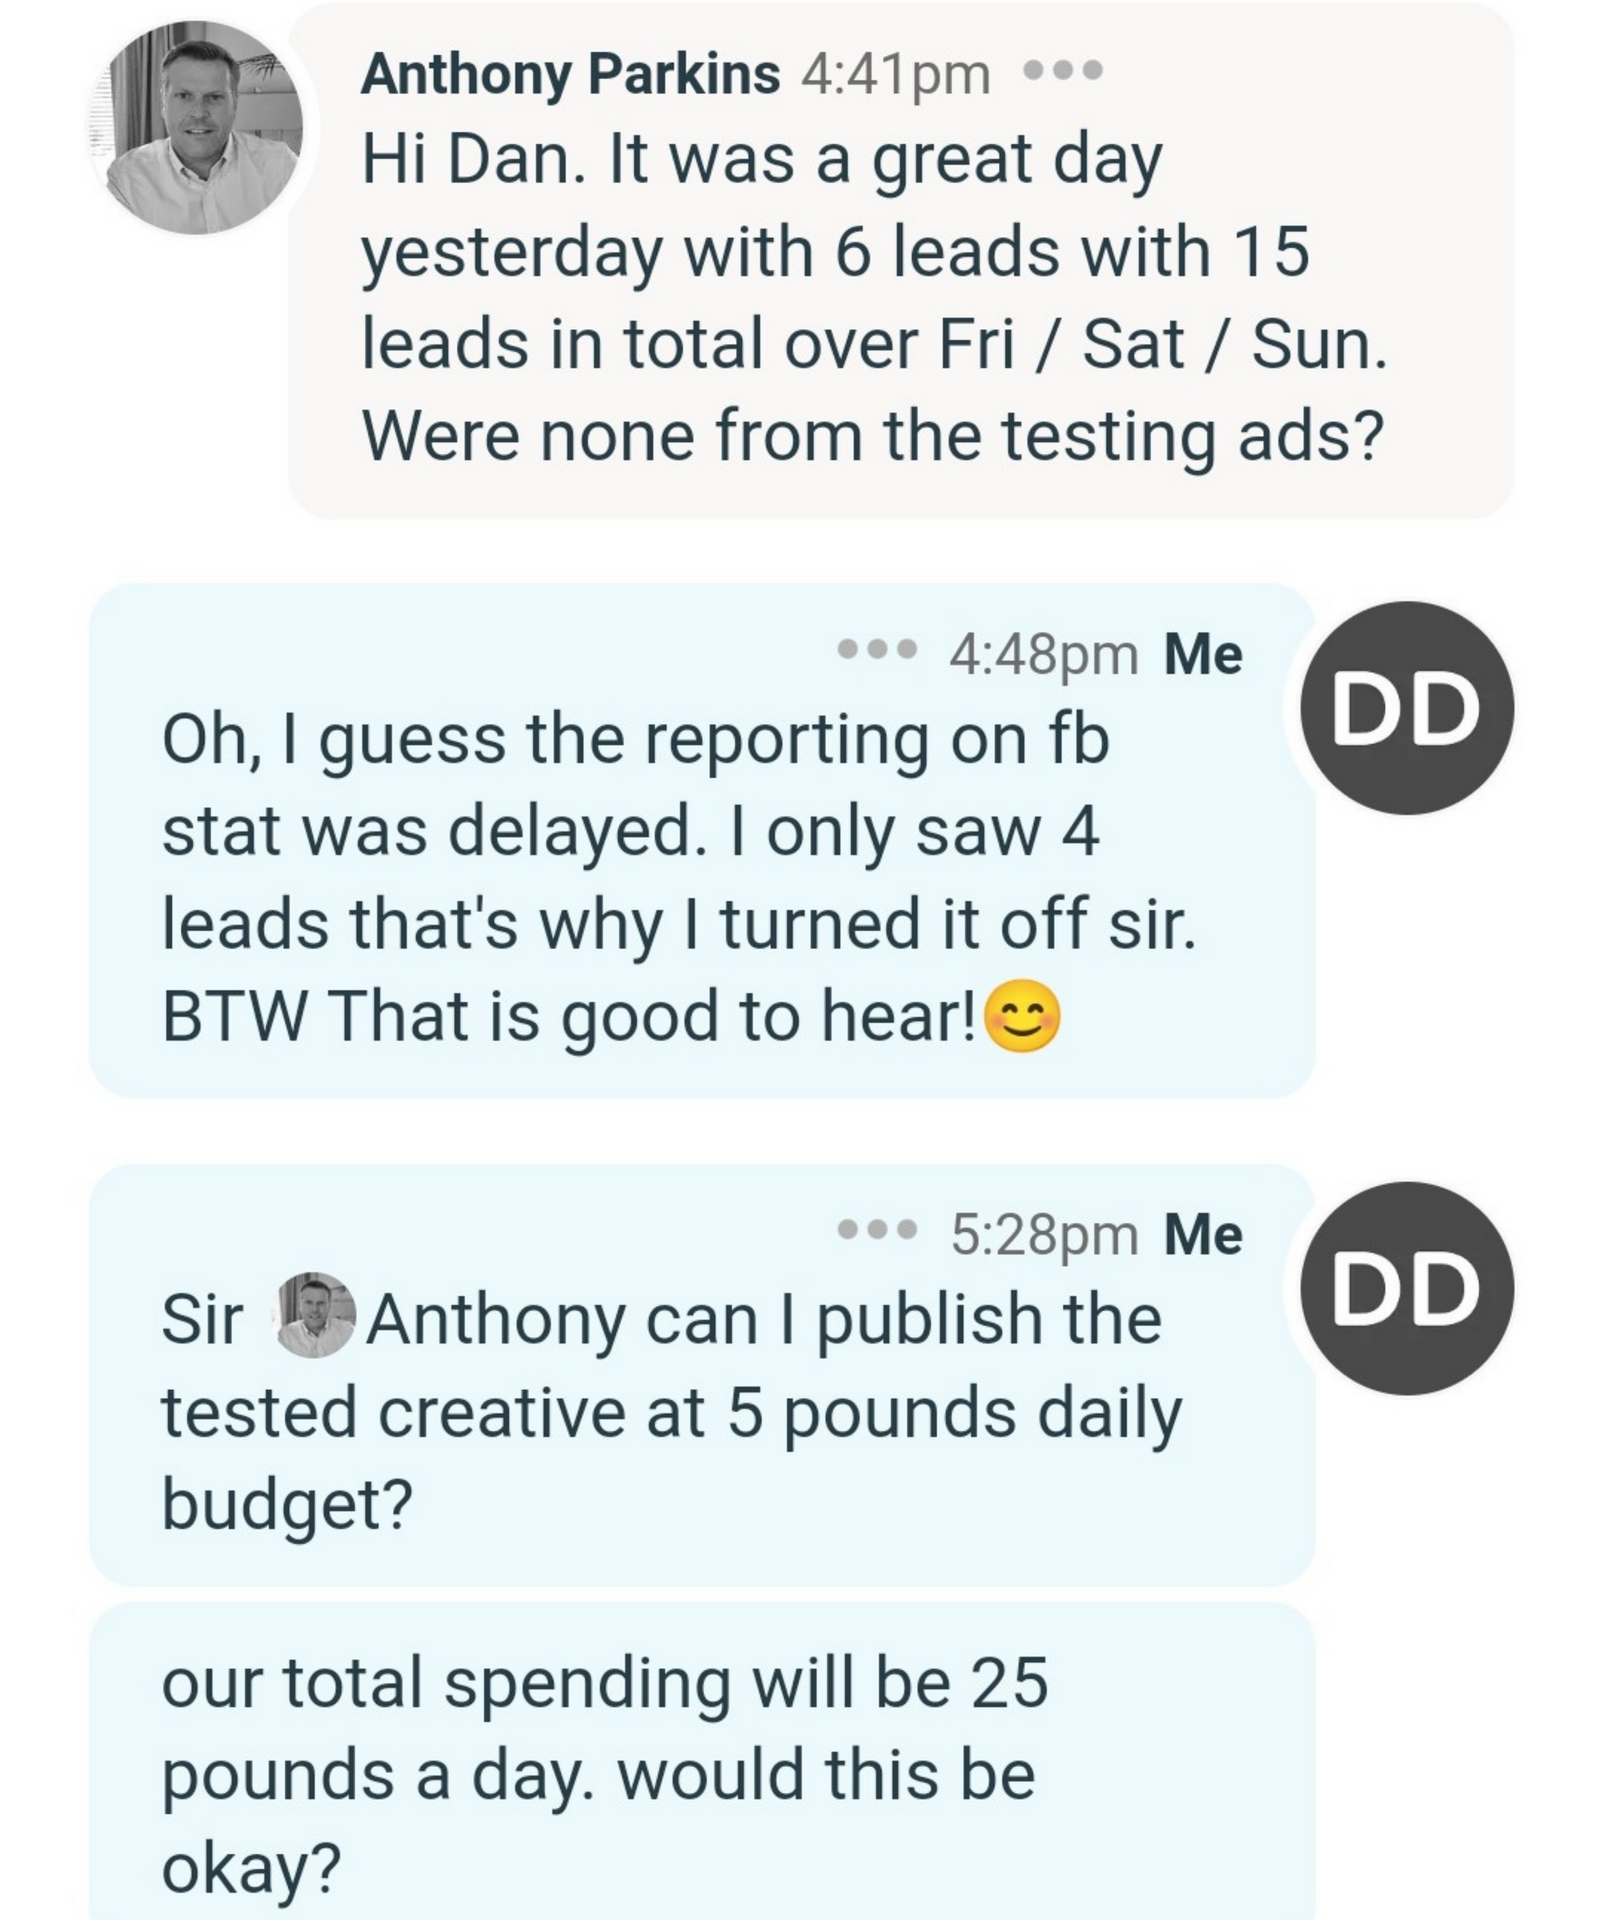 Anthony Parkins 4:41pm
Hi Dan. It was a great day
yesterday with 6 leads with 15
leads in total over Fri / Sat / Sun.
Were none from the testing ads?
4:48pm Me
DD
Oh, I guess the reporting on fb
stat was delayed. I only saw 4
leads that's why I turned it off sir.
BTW That is good to hear!😊
5:28pm Me
DD
Sir Anthony can I publish the
tested creative at 5 pounds daily
budget?
our total spending will be 25
pounds a day. would this be
okay?